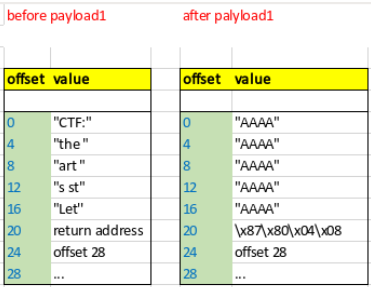 before payload1 after palyload1
offset value offset value
0 "CTF:" 0 "AAAA"
4 "the " 4 "AAAA"
8 "art " 8 "AAAA"
12 "s st" 12 "AAAA"
16 "Let'" 16 "AAAA"
20 return address 20 \x87\x80\x04\x08
24 offset 28 24 offset 28
28 ... 28 ...